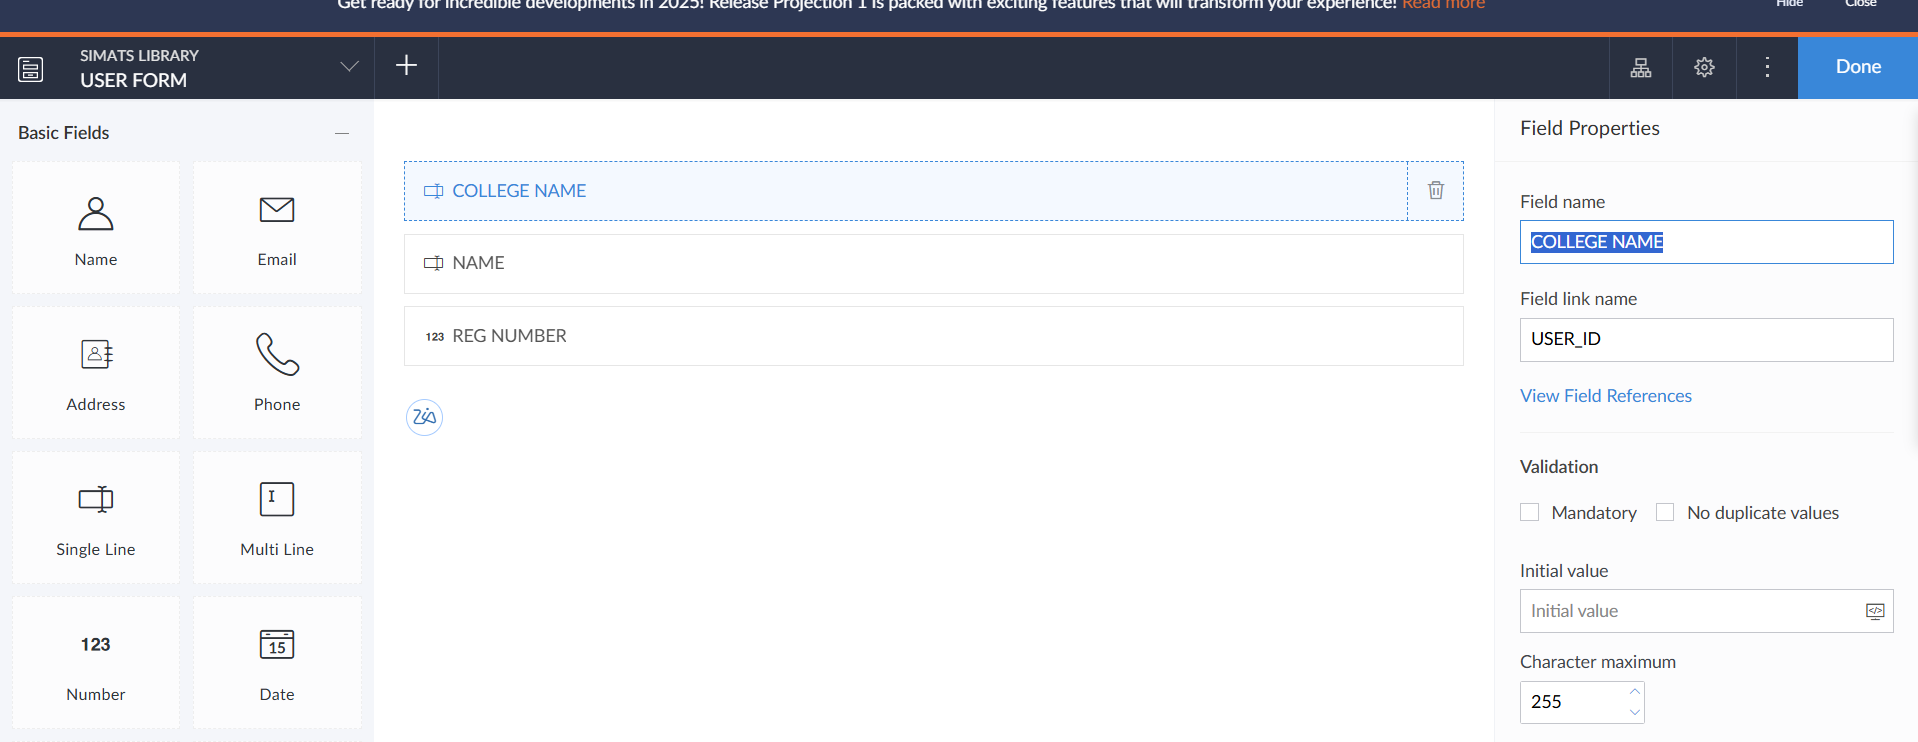 Get ready for incredible developments in 2025! Release Projection 1 is packed with exciting features that will transform your experience! Read more
Hide
Close
SIMATS LIBRARY
USER FORM
Done
Basic Fields
Name
Email
Address
Phone
Single Line
Multi Line
123
Number
15
Date
COLLEGE NAME
NAME
123 REG NUMBER
Zia
Field Properties
Field name
COLLEGE NAME
Field link name
USER_ID
View Field References
Validation
Mandatory
No duplicate values
Initial value
Initial value
Character maximum
255